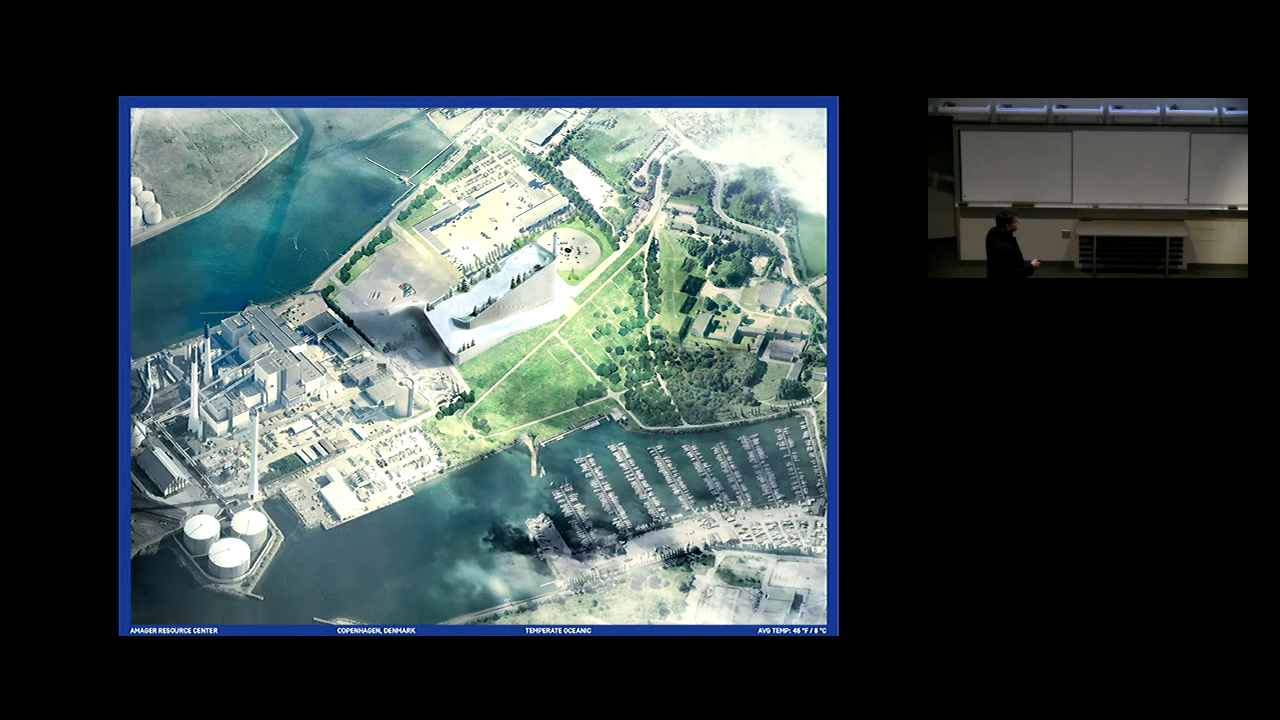 AMAGER RESOURCE CENTER
COPENHAGEN, DENMARK
TEMPERATE OCEANIC
AVG TEMP: 46 °F / 8 °C